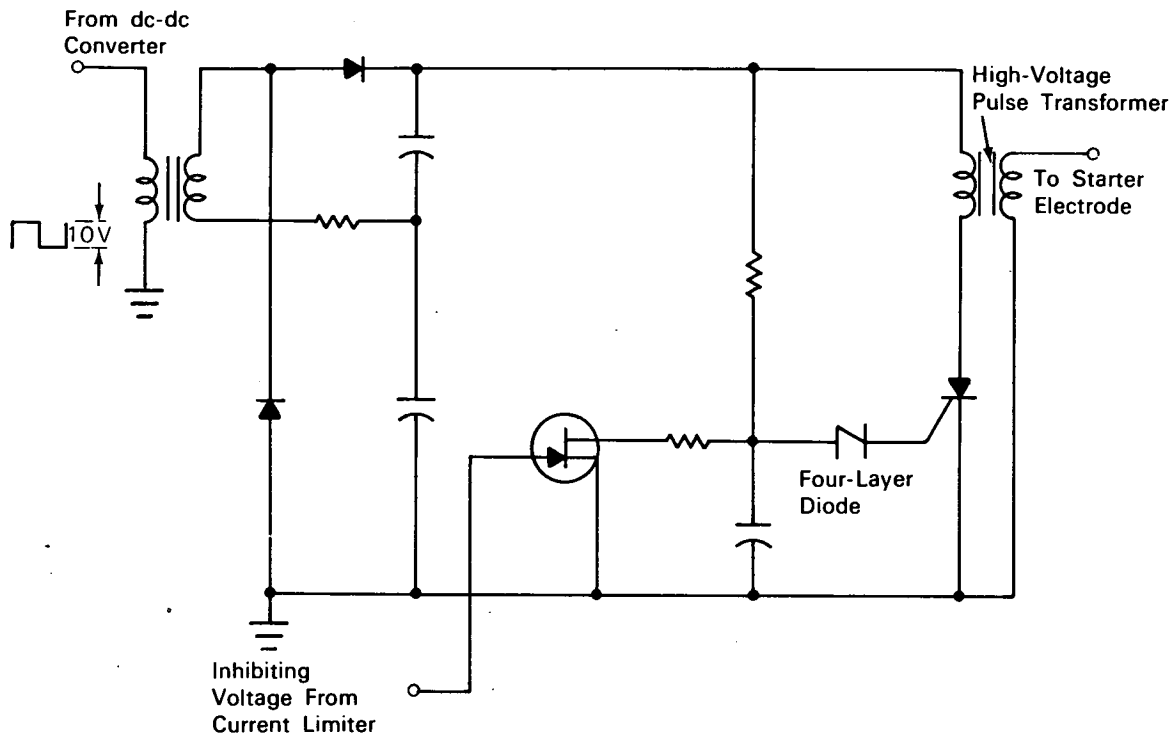 From dc-dc
Converter
High-Voltage
Pulse Transformer
To Starter
Electrode
10V
Four-Layer
Diode
Inhibiting
Voltage From
Current Limiter